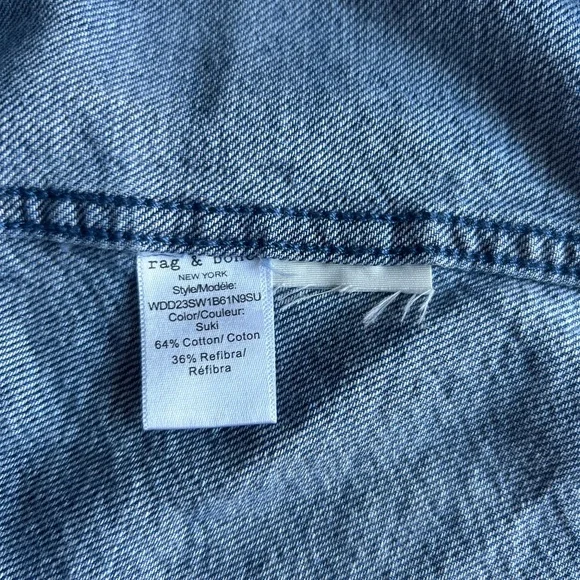 rag & bone
NEW YORK
Style/Modèle:
WDD23SW1B61N9SU
Color/Couleur:
Suki
64% Cotton/ Coton
36% Refibra/
Réfibra